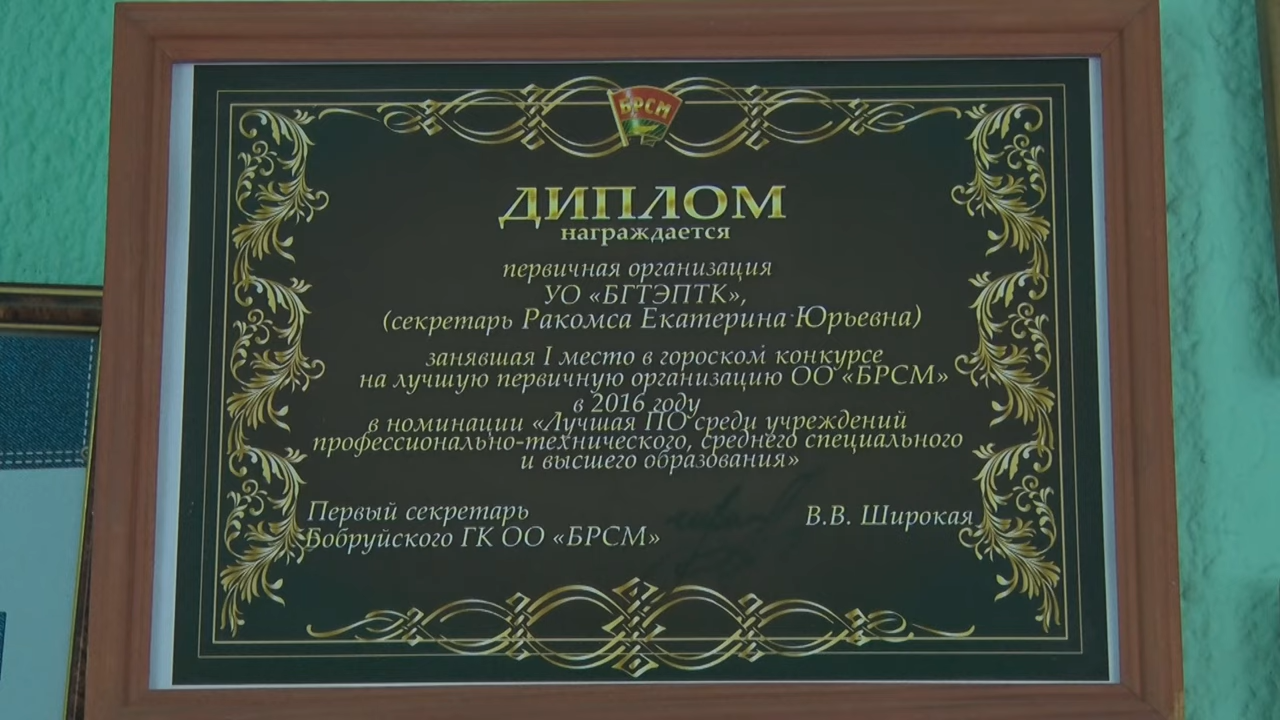 БРСМ
ДИПЛОМ
награждается
первичная организация
УО «БГТЭПТК»,
(секретарь Ракомса Екатерина Юрьевна)
занявшая I место в гороском конкурсе
на лучшую первичную организацию ОО «БРСМ»
в 2016 году
в номинации «Лучшая ПО среди учреждений
профессионально-технического, среднего специального
и высшего образования»
Первый секретарь
Бобруйского ГК ОО «БРСМ»
В.В. Широкая